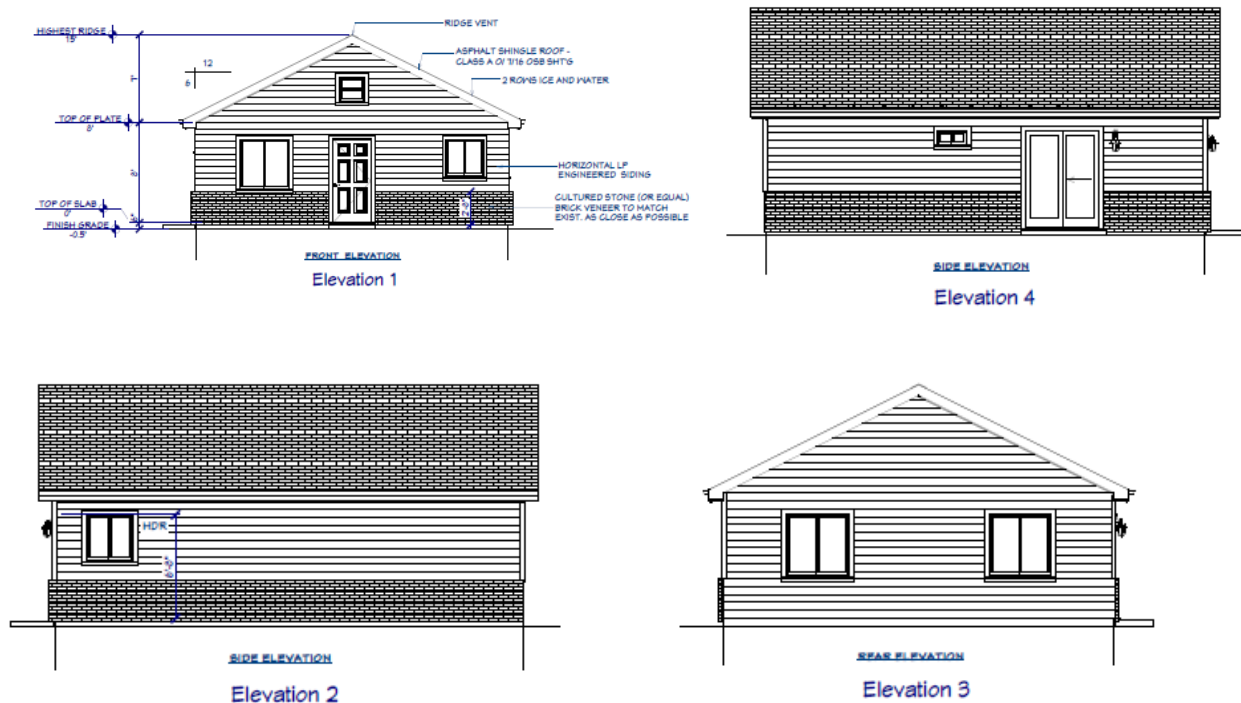 RIDGE VENT
HIGHEST RIDGE
15'
ASPHALT SHINGLE ROOF -
CLASS A O/ 7/16 OSB SHT'G
12
6
7'
2 ROWS ICE AND WATER
TOP OF PLATE
8'
8'
HORIZONTAL LP
ENGINEERED SIDING
CULTURED STONE (OR EQUAL)
BRICK VENEER TO MATCH
EXIST. AS CLOSE AS POSSIBLE
TOP OF SLAB
0'
6"
FINISH GRADE
-0.5'
FRONT ELEVATION
Elevation 1
SIDE ELEVATION
Elevation 4
HDR
SIDE ELEVATION
Elevation 2
REAR ELEVATION
Elevation 3